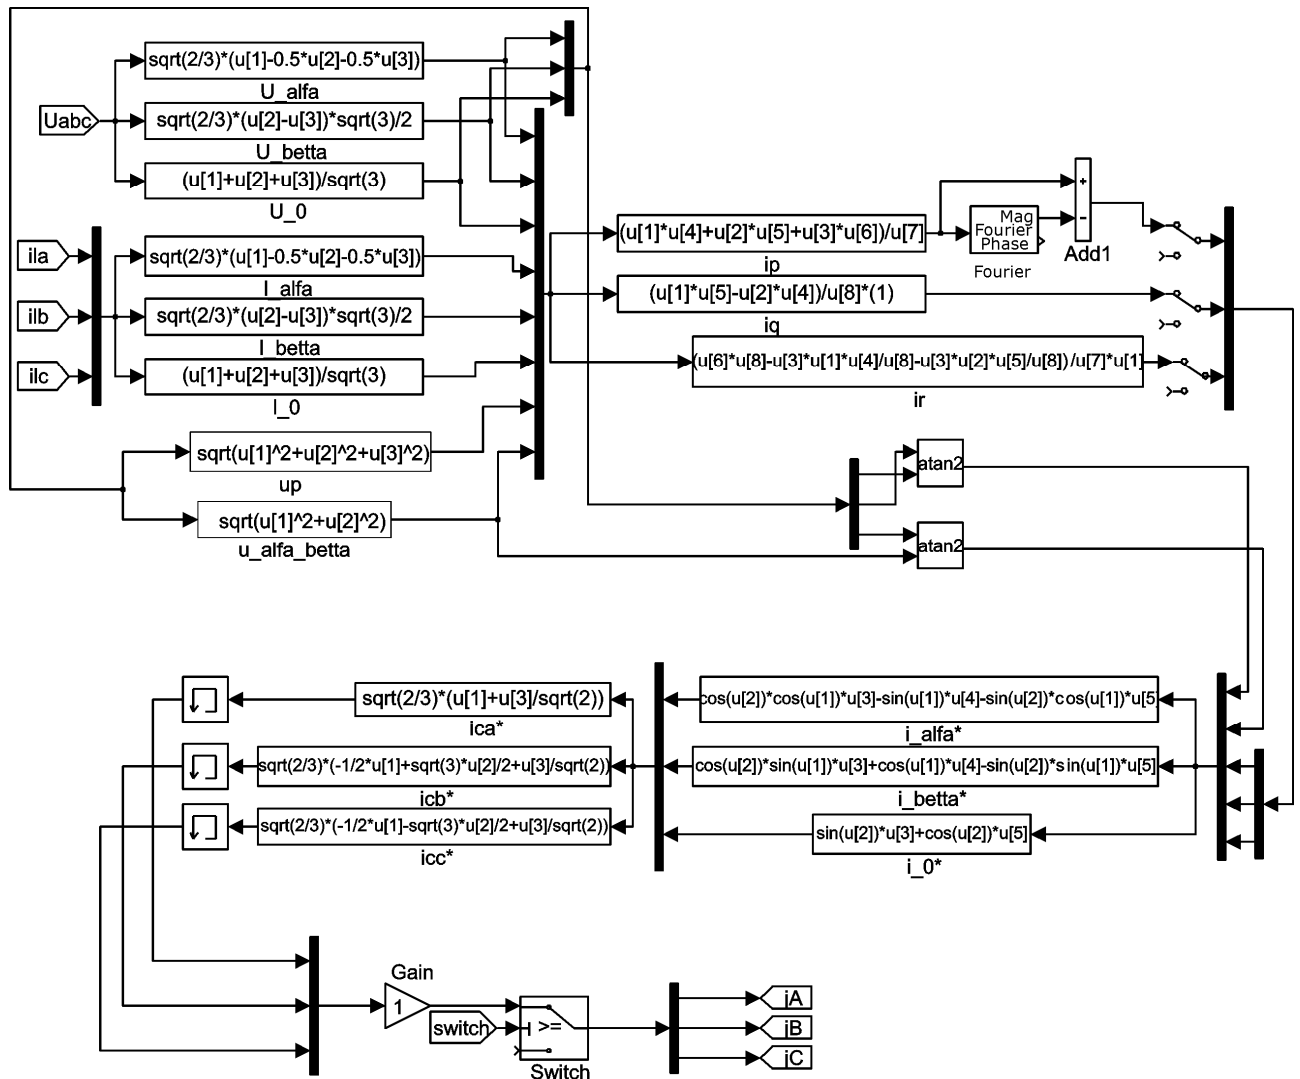 sqrt(2/3)*(u[1]-0.5*u[2]-0.5*u[3])
U_alfa
Uabc
sqrt(2/3)*(u[2]-u[3])*sqrt(3)/2
U_betta
(u[1]+u[2]+u[3])/sqrt(3)
U_0
ila
sqrt(2/3)*(u[1]-0.5*u[2]-0.5*u[3])
I_alfa
ilb
sqrt(2/3)*(u[2]-u[3])*sqrt(3)/2
I_betta
ilc
(u[1]+u[2]+u[3])/sqrt(3)
I_0
sqrt(u[1]^2+u[2]^2+u[3]^2)
up
sqrt(u[1]^2+u[2]^2)
u_alfa_betta
(u[1]*u[4]+u[2]*u[5]+u[3]*u[6])/u[7]
ip
Mag
Fourier
Phase
Fourier
+
-
Add1
(u[1]*u[5]-u[2]*u[4])/u[8]*(1)
iq
(u[6]*u[8]-u[3]*u[1]*u[4]/u[8]-u[3]*u[2]*u[5]/u[8])/u[7]*u[1]
ir
atan2
atan2
sqrt(2/3)*(u[1]+u[3]/sqrt(2))
ica*
cos(u[2])*cos(u[1])*u[3]-sin(u[1])*u[4]-sin(u[2])*cos(u[1])*u[5]
i_alfa*
sqrt(2/3)*(-1/2*u[1]+sqrt(3)*u[2]/2+u[3]/sqrt(2))
icb*
cos(u[2])*sin(u[1])*u[3]+cos(u[1])*u[4]-sin(u[2])*sin(u[1])*u[5]
i_betta*
sqrt(2/3)*(-1/2*u[1]-sqrt(3)*u[2]/2+u[3]/sqrt(2))
icc*
sin(u[2])*u[3]+cos(u[2])*u[5]
i_0*
Gain
1
switch
>=
Switch
jA
jB
jC